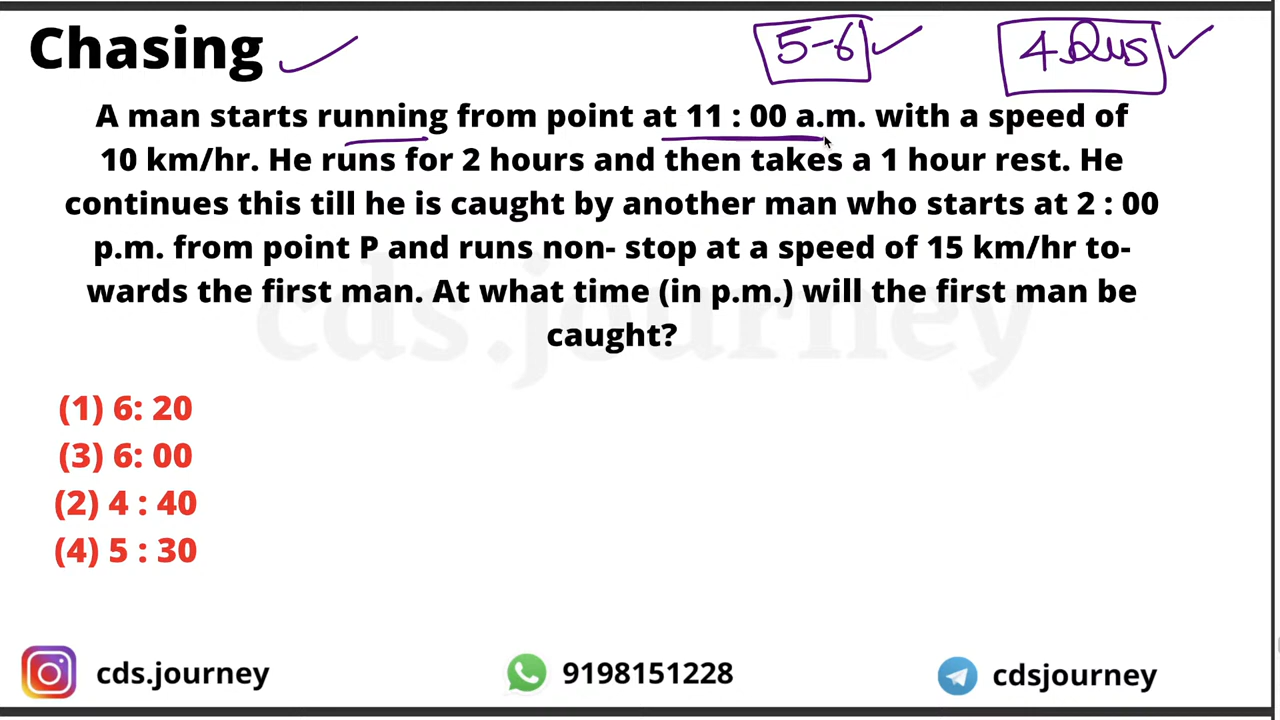 Chasing
5-6
4 Qus
A man starts running from point at 11 : 00 a.m. with a speed of
10 km/hr. He runs for 2 hours and then takes a 1 hour rest. He
continues this till he is caught by another man who starts at 2 : 00
p.m. from point P and runs non- stop at a speed of 15 km/hr to-
wards the first man. At what time (in p.m.) will the first man be
caught?
cds.journey
(1) 6: 20
(3) 6: 00
(2) 4 : 40
(4) 5 : 30
cds.journey
9198151228
cdsjourney